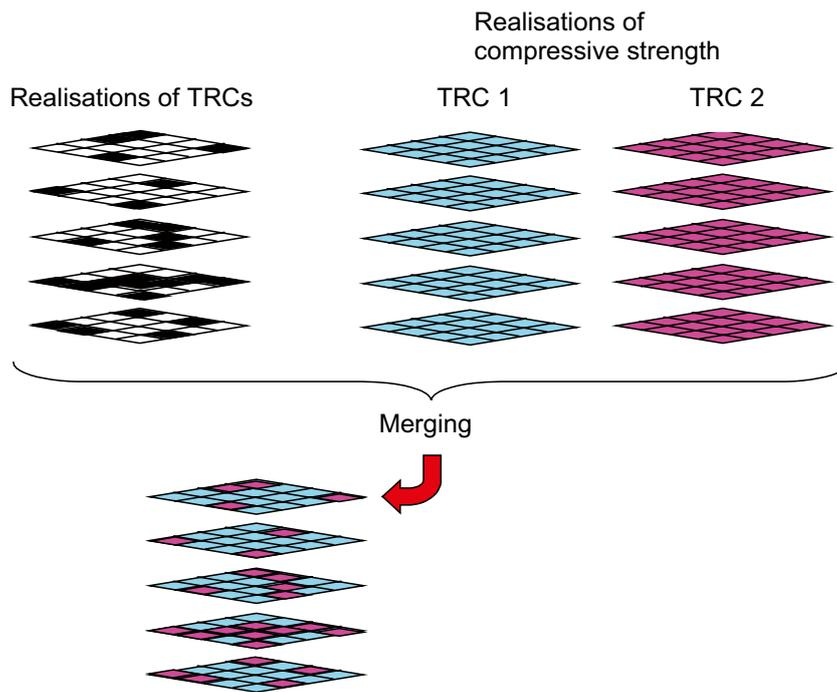 Realisations of
compressive strength
Realisations of TRCs
TRC 1
TRC 2
Merging